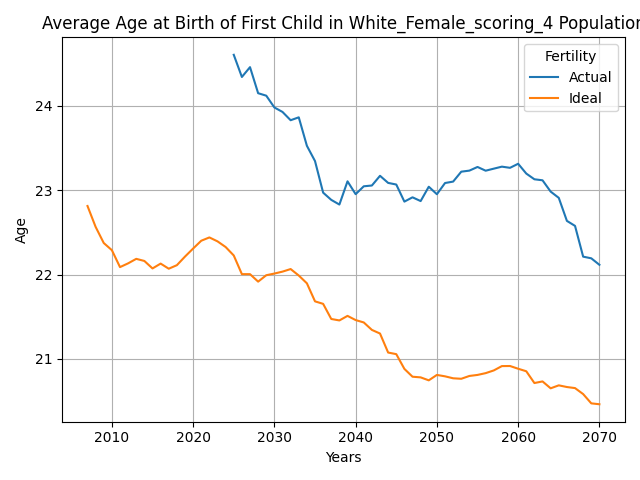 Average Age at Birth of First Child in White_Female_scoring_4 Population
Fertility
Actual
Ideal
24
23
22
21
Age
2010 2020 2030 2040 2050 2060 2070
Years